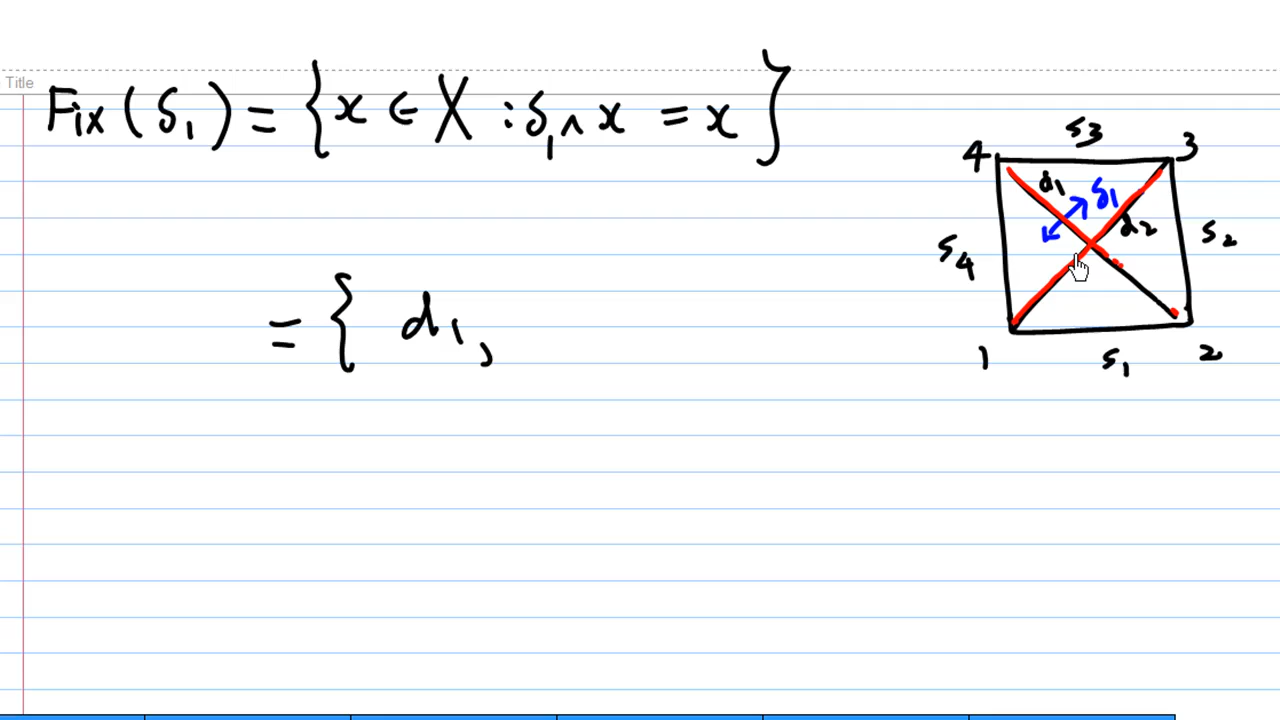 Title
Fix(δ₁) = {x ∈ X : δ₁∧x = x}
= { d₁,
4 s3 3
d1 δ1
d2
s4 s2
1 s1 2